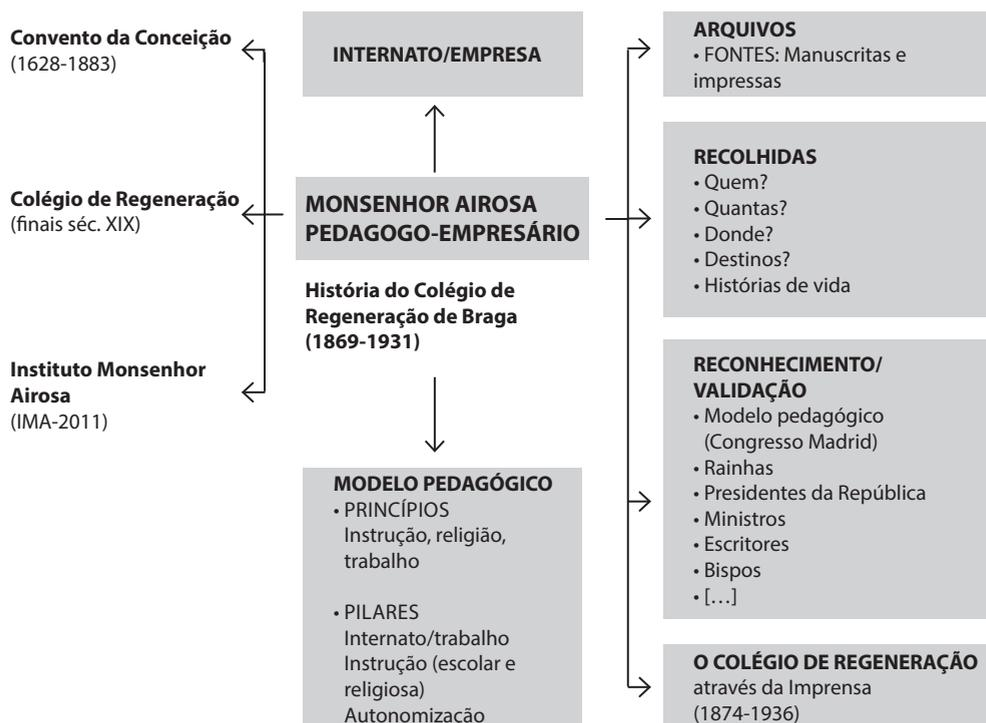 Convento da Conceição
(1628-1883)
Colégio de Regeneração
(finais séc. XIX)
Instituto Monsenhor
Airosa
(IMA-2011)
INTERNATO/EMPRESA
MONSENHOR AIROSA
PEDAGOGO-EMPRESÁRIO
História do Colégio de
Regeneração de Braga
(1869-1931)
MODELO PEDAGÓGICO
• PRINCÍPIOS
Instrução, religião,
trabalho
• PILARES
Internato/trabalho
Instrução (escolar e
religiosa)
Autonomização
ARQUIVOS
• FONTES: Manuscritas e
impressas
RECOLHIDAS
• Quem?
• Quantas?
• Donde?
• Destinos?
• Histórias de vida
RECONHECIMENTO/
VALIDAÇÃO
• Modelo pedagógico
(Congresso Madrid)
• Rainhas
• Presidentes da República
• Ministros
• Escritores
• Bispos
• […]
O COLÉGIO DE REGENERAÇÃO
através da Imprensa
(1874-1936)